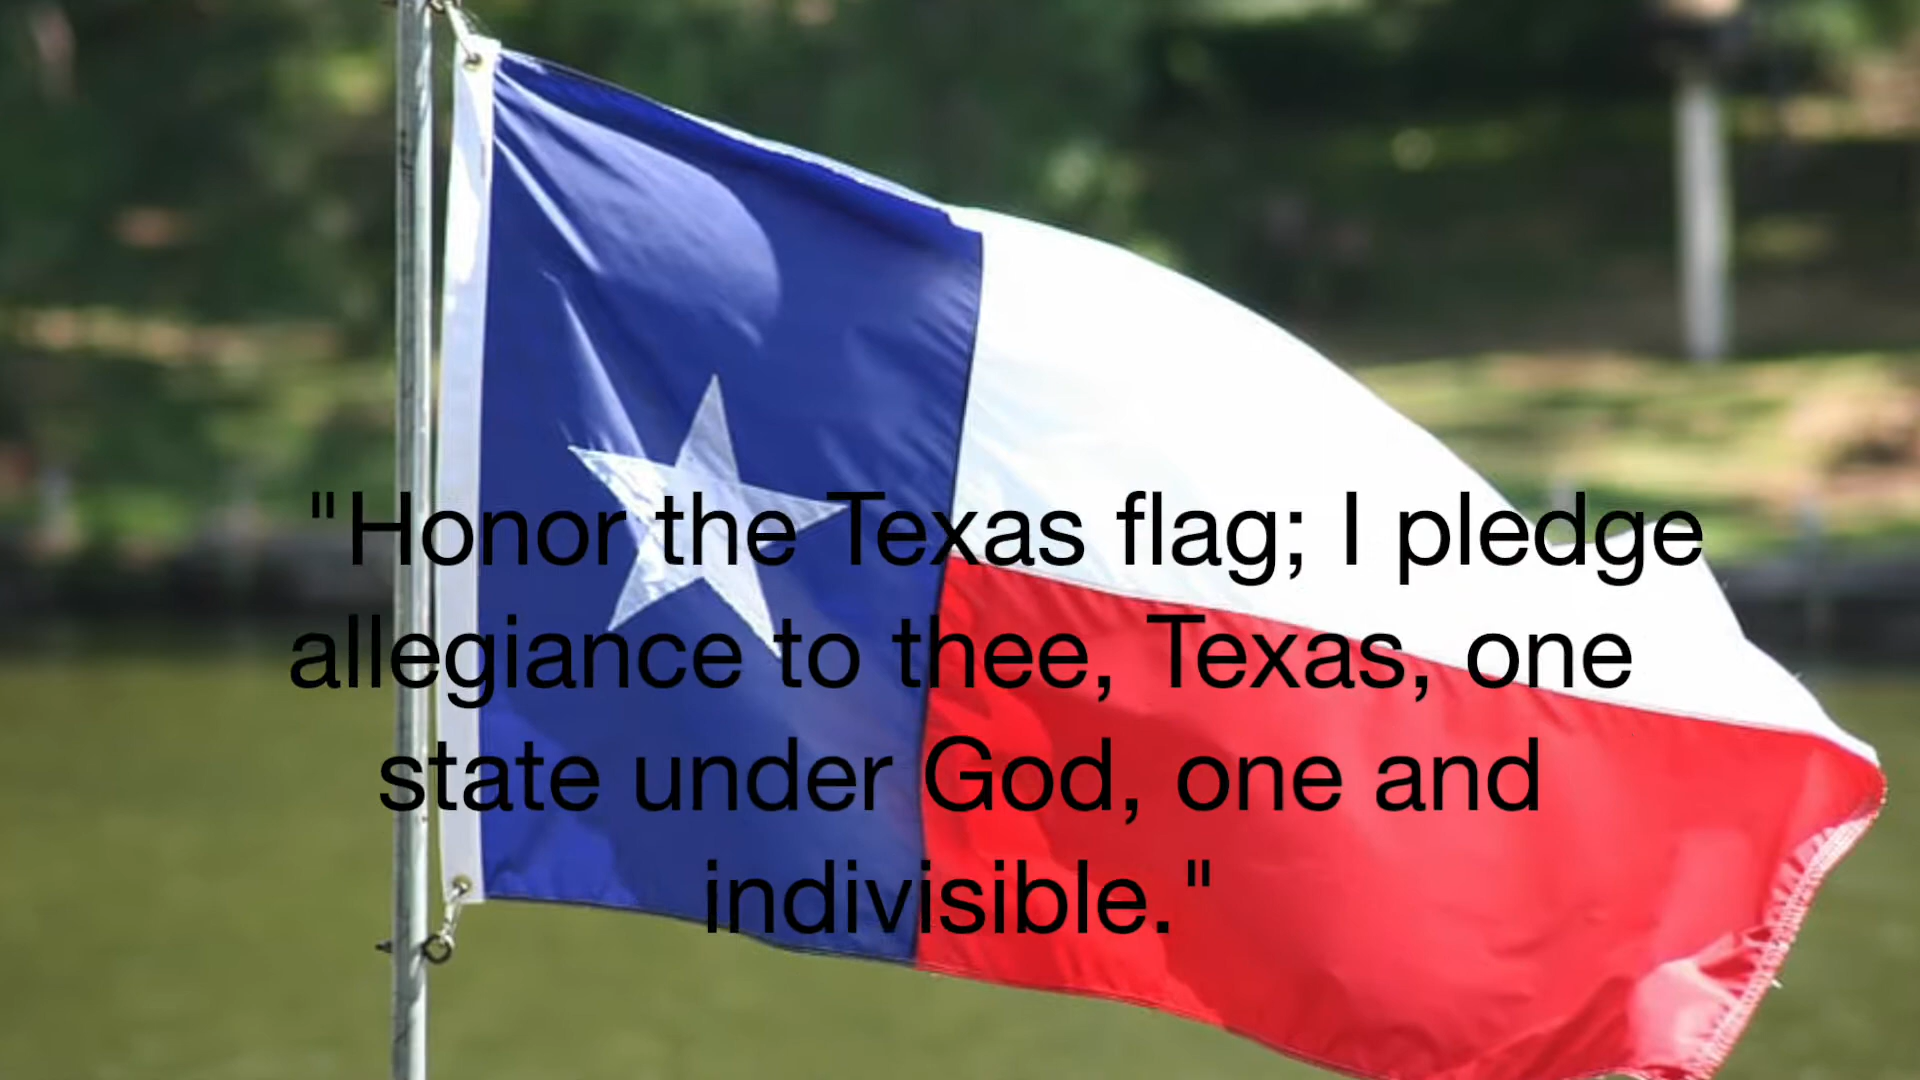 "Honor the Texas flag; I pledge
allegiance to thee, Texas, one
state under God, one and
indivisible."